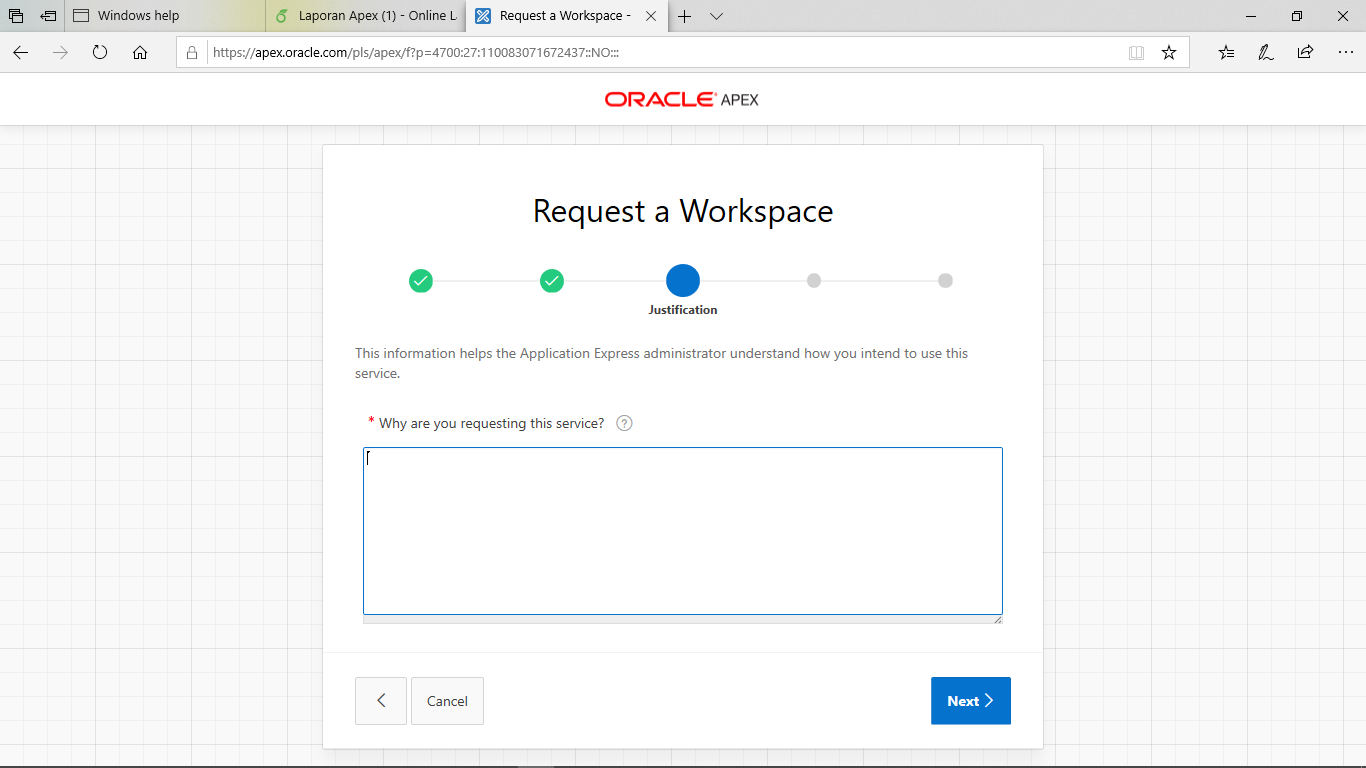 Windows help
Laporan Apex (1) - Online L
Request a Workspace -
https://apex.oracle.com/pls/apex/f?p=4700:27:110083071672437::NO:::
ORACLE APEX
Request a Workspace
Justification
This information helps the Application Express administrator understand how you intend to use this
service.
* Why are you requesting this service? ?
Cancel
Next